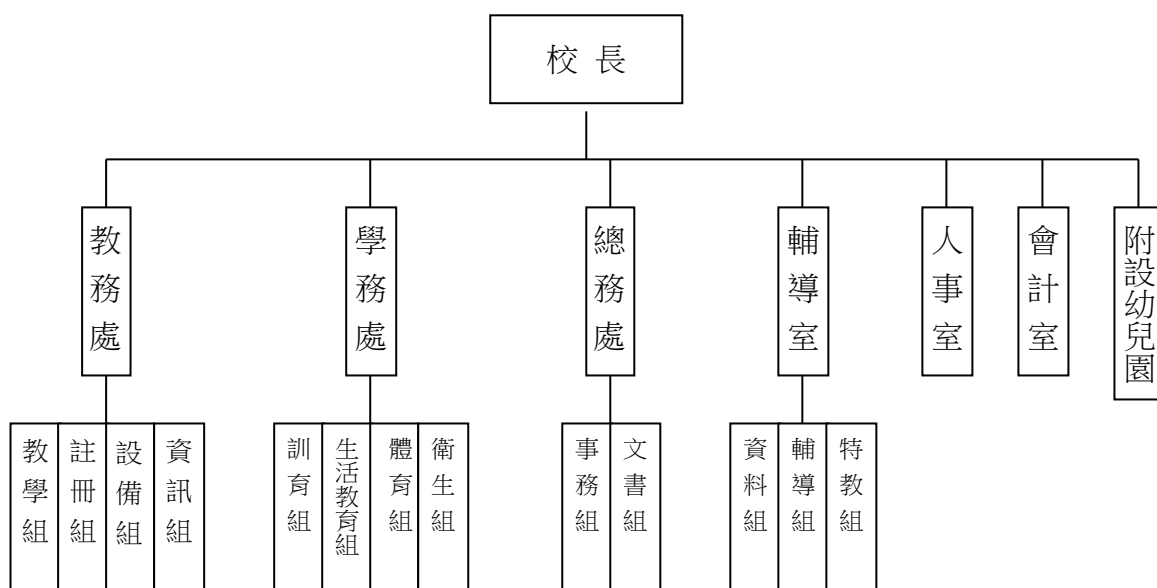 校長
教務處
學務處
總務處
輔導室
人事室
會計室
附設幼兒園
教學組
註冊組
設備組
資訊組
訓育組
生活教育組
體育組
衛生組
事務組
文書組
資料組
輔導組
特教組